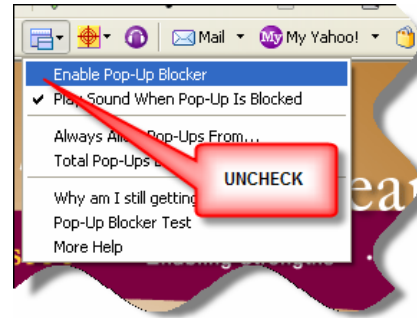 Mail My My Yahoo!
Enable Pop-Up Blocker
Play Sound When Pop-Up Is Blocked
Always Pop-Ups From...
Total Pop-Ups
UNCHECK
Why am I still getting
Pop-Up Blocker Test
More Help